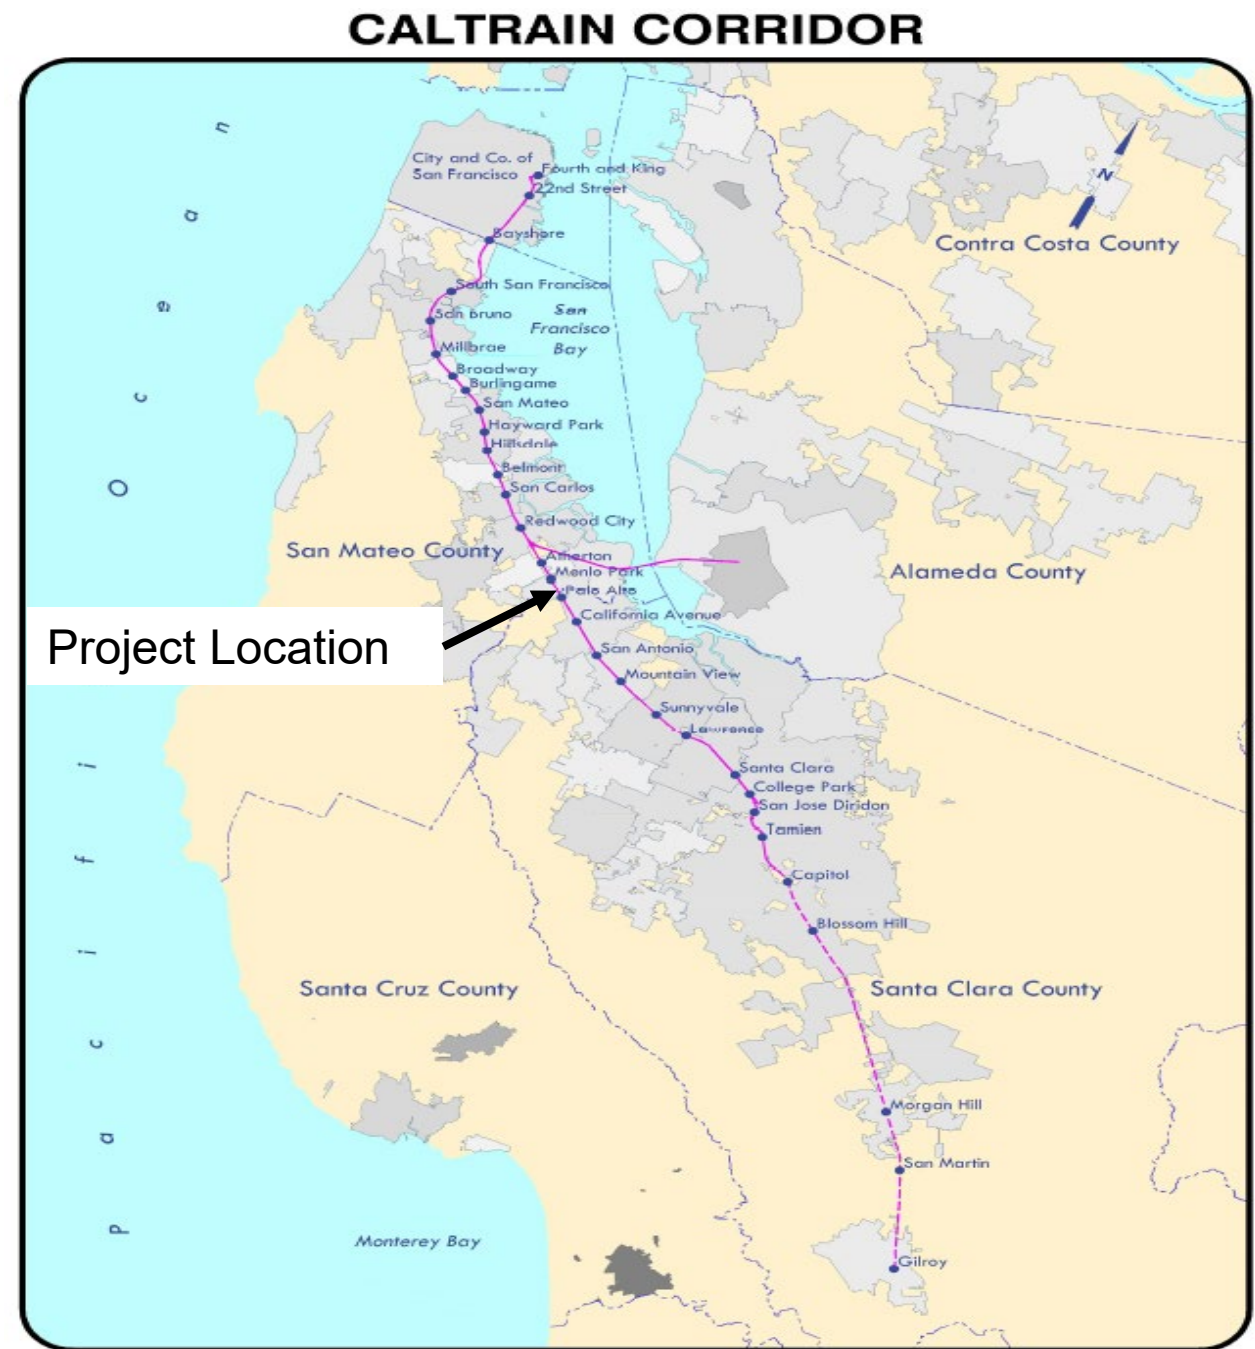 CALTRAIN CORRIDOR
City and Co. of
San Francisco
Fourth and King
22nd Street
N
Contra Costa County
Bayshore
South San Francisco
San Bruno
San
Francisco
Bay
Millbrae
Broadway
Burlingame
San Mateo
Hayward Park
Hillsdale
Belmont
San Carlos
Redwood City
San Mateo County
Atherton
Menlo Park
Palo Alto
Alameda County
Project Location
California Avenue
San Antonio
Mountain View
Sunnyvale
Lawrence
Santa Clara
College Park
San Jose Diridon
Tamien
Capitol
Blossom Hill
Santa Cruz County
Santa Clara County
Morgan Hill
San Martin
Monterey Bay
Gilroy
Pacific Ocean